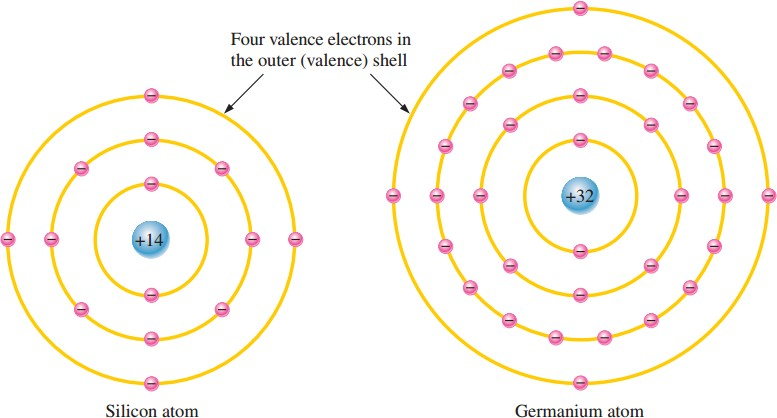 Four valence electrons in
the outer (valence) shell
+14
+32
Silicon atom
Germanium atom